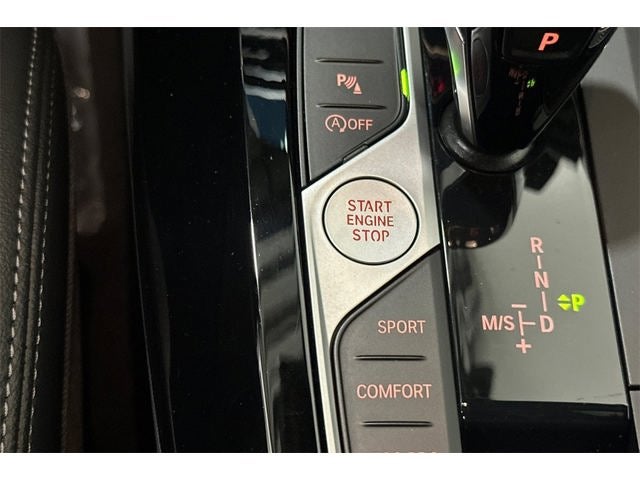 P
P
A OFF
START
ENGINE
STOP
R
N
P
M/S
D
−
+
SPORT
COMFORT